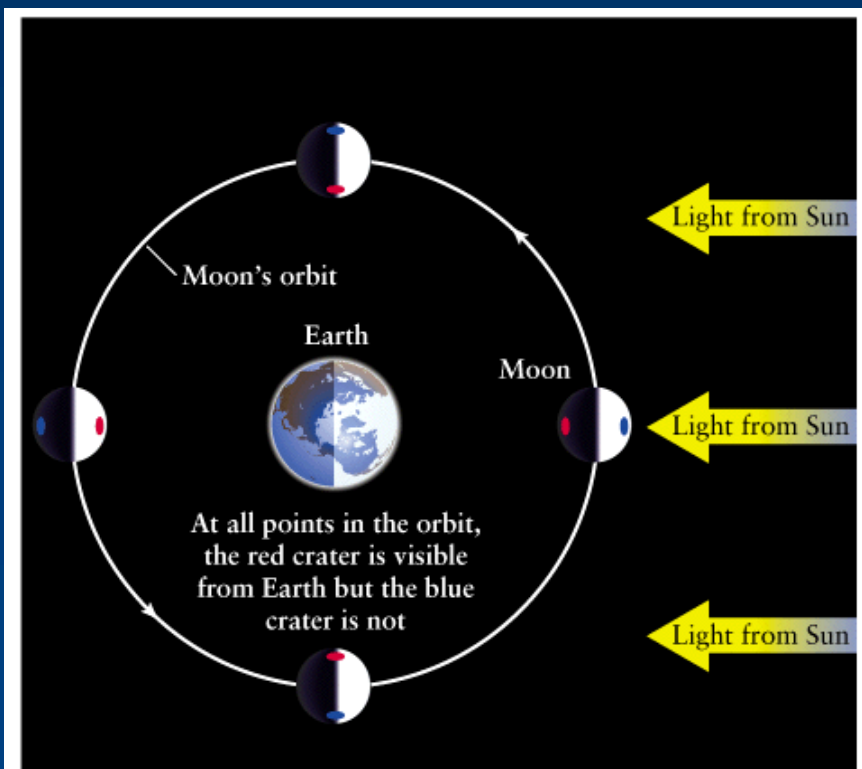 Light from Sun
Moon's orbit
Earth
Moon
Light from Sun
At all points in the orbit,
the red crater is visible
from Earth but the blue
crater is not
Light from Sun